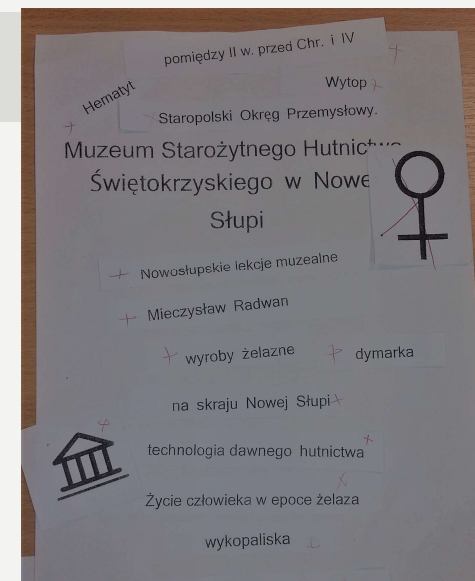 pomiędzy II w. przed Chr. i IV
Hematyt
Wytop
Staropolski Okręg Przemysłowy.
Muzeum Starożytnego Hutnictwa
Świętokrzyskiego w Nowe
Słupi
Nowosłupskie lekcje muzealne
Mieczysław Radwan
wyroby żelazne
dymarka
na skraju Nowej Słupi
technologia dawnego hutnictwa
Życie człowieka w epoce żelaza
wykopaliska